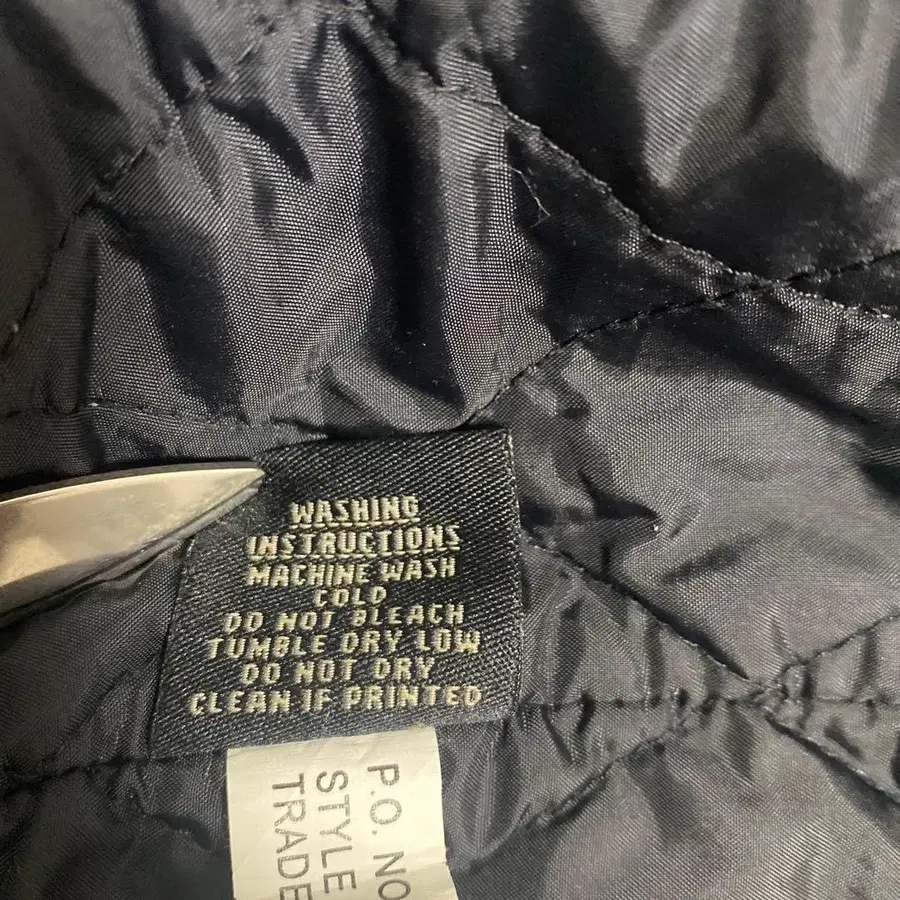 WASHING
INSTRUCTIONS
MACHINE WASH
COLD
DO NOT BLEACH
TUMBLE DRY LOW
DO NOT DRY
CLEAN IF PRINTED
P.O. NO
STYLE
TRADE